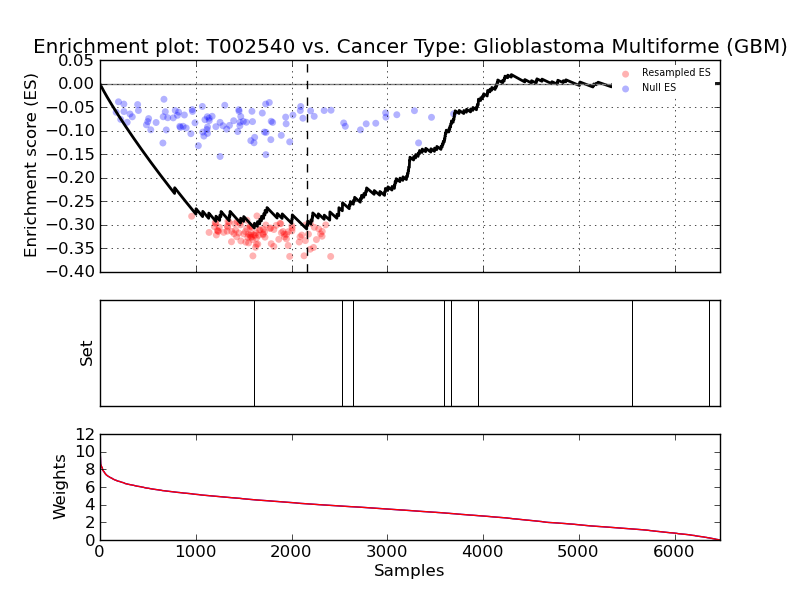 Enrichment plot: T002540 vs. Cancer Type: Glioblastoma Multiforme (GBM)
Enrichment score (ES)
0.05
0.00
−0.05
−0.10
−0.15
−0.20
−0.25
−0.30
−0.35
−0.40
Resampled ES
Null ES
Set
Weights
12
10
8
6
4
2
0
0 1000 2000 3000 4000 5000 6000
Samples